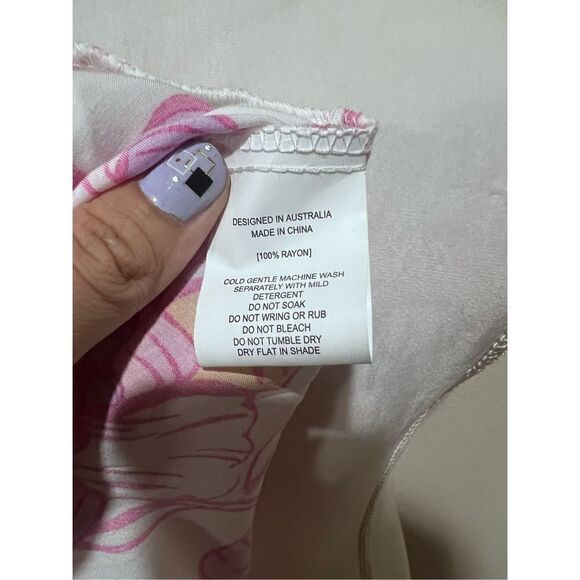 DESIGNED IN AUSTRALIA
MADE IN CHINA
[100% RAYON]
COLD GENTLE MACHINE WASH
SEPARATELY WITH MILD
DETERGENT
DO NOT SOAK
DO NOT WRING OR RUB
DO NOT BLEACH
DO NOT TUMBLE DRY
DRY FLAT IN SHADE